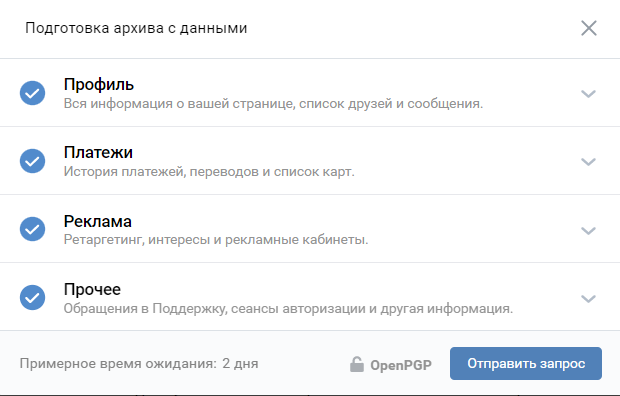 Подготовка архива с данными
Профиль
Вся информация о вашей странице, список друзей и сообщения.
Платежи
История платежей, переводов и список карт.
Реклама
Ретаргетинг, интересы и рекламные кабинеты.
Прочее
Обращения в Поддержку, сеансы авторизации и другая информация.
Примерное время ожидания: 2 дня OpenPGP Отправить запрос